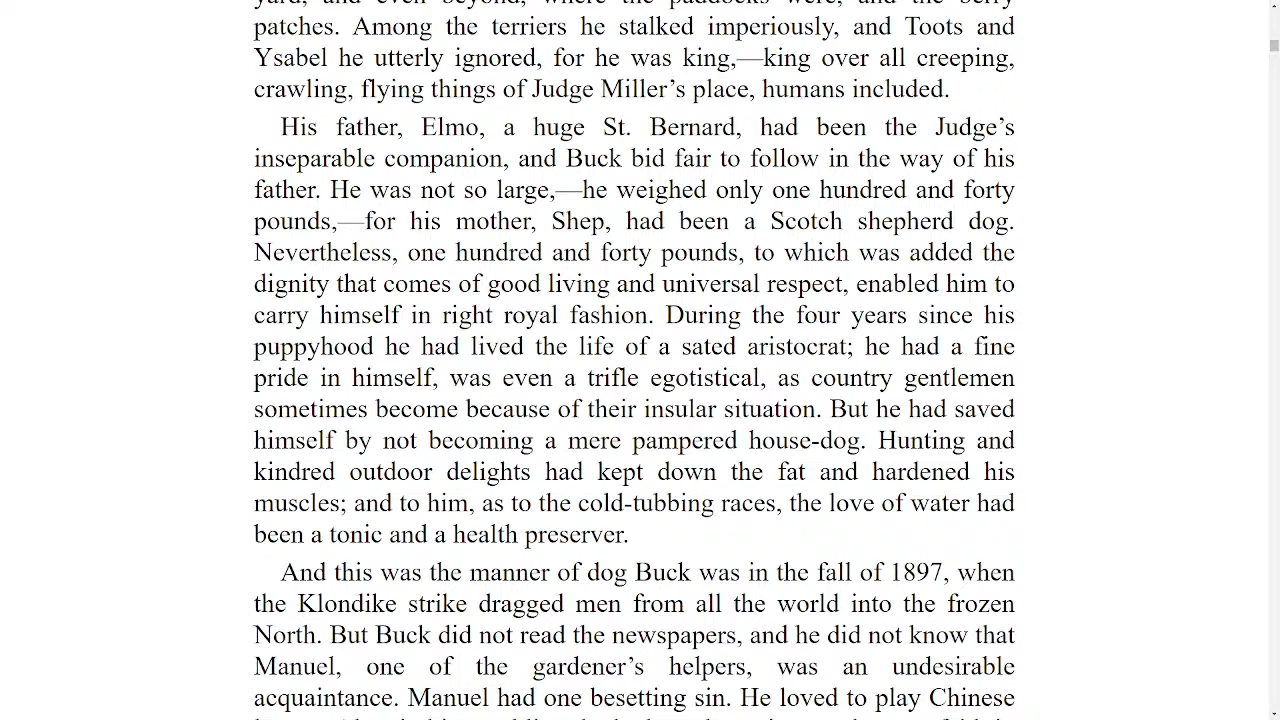 yard, and even beyond, where the paddocks were, and the berry
patches. Among the terriers he stalked imperiously, and Toots and
Ysabel he utterly ignored, for he was king,—king over all creeping,
crawling, flying things of Judge Miller’s place, humans included.
His father, Elmo, a huge St. Bernard, had been the Judge’s
inseparable companion, and Buck bid fair to follow in the way of his
father. He was not so large,—he weighed only one hundred and forty
pounds,—for his mother, Shep, had been a Scotch shepherd dog.
Nevertheless, one hundred and forty pounds, to which was added the
dignity that comes of good living and universal respect, enabled him to
carry himself in right royal fashion. During the four years since his
puppyhood he had lived the life of a sated aristocrat; he had a fine
pride in himself, was even a trifle egotistical, as country gentlemen
sometimes become because of their insular situation. But he had saved
himself by not becoming a mere pampered house-dog. Hunting and
kindred outdoor delights had kept down the fat and hardened his
muscles; and to him, as to the cold-tubbing races, the love of water had
been a tonic and a health preserver.
And this was the manner of dog Buck was in the fall of 1897, when
the Klondike strike dragged men from all the world into the frozen
North. But Buck did not read the newspapers, and he did not know that
Manuel, one of the gardener’s helpers, was an undesirable
acquaintance. Manuel had one besetting sin. He loved to play Chinese